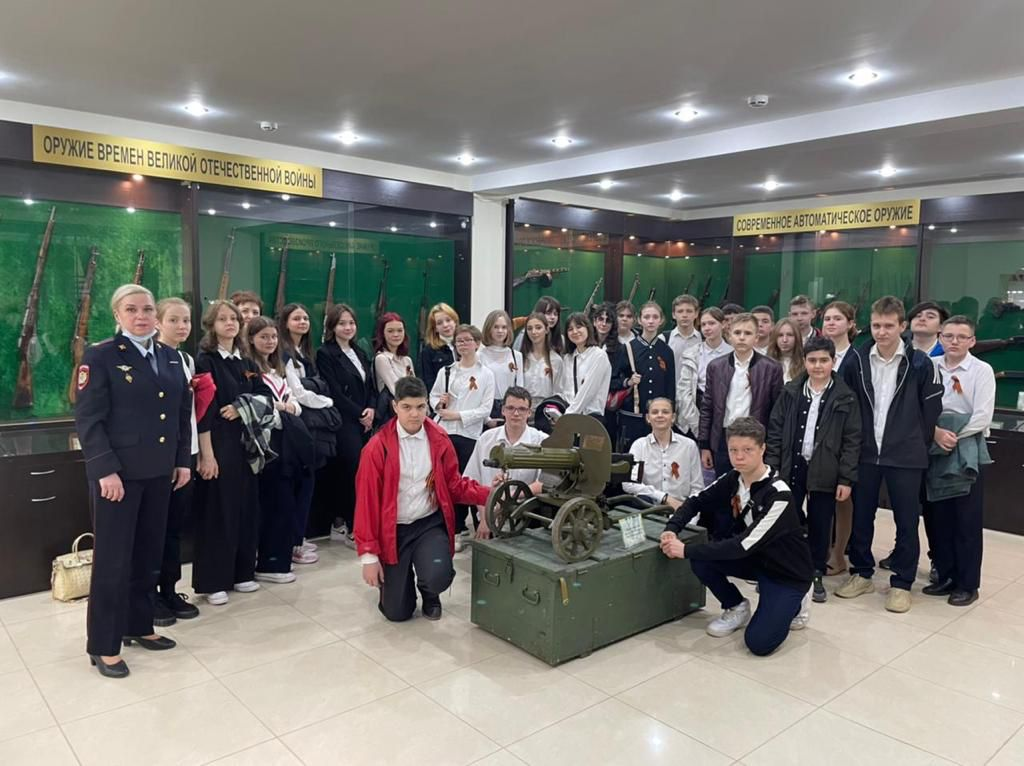 ОРУЖИЕ ВРЕМЕН ВЕЛИКОЙ ОТЕЧЕСТВЕННОЙ ВОЙНЫ
СОВРЕМЕННОЕ АВТОМАТИЧЕСКОЕ ОРУЖИЕ